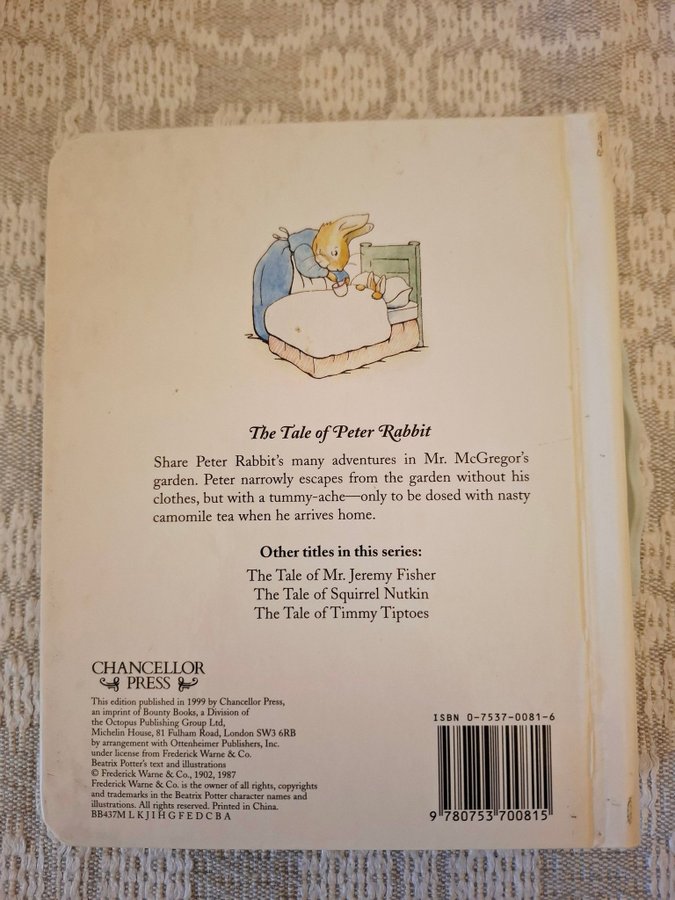 The Tale of Peter Rabbit
Share Peter Rabbit's many adventures in Mr. McGregor's
garden. Peter narrowly escapes from the garden without his
clothes, but with a tummy-ache—only to be dosed with nasty
camomile tea when he arrives home.
Other titles in this series:
The Tale of Mr. Jeremy Fisher
The Tale of Squirrel Nutkin
The Tale of Timmy Tiptoes
CHANCELLOR
PRESS
This edition published in 1999 by Chancellor Press,
an imprint of Bounty Books, a Division of
the Octopus Publishing Group Ltd,
Michelin House, 81 Fulham Road, London SW3 6RB
by arrangement with Ottenheimer Publishers, Inc.
under license from Frederick Warne & Co.
Beatrix Potter's text and illustrations
© Frederick Warne & Co., 1902, 1987
Frederick Warne & Co. is the owner of all rights, copyrights
and trademarks in the Beatrix Potter character names and
illustrations. All rights reserved. Printed in China.
BB437M L K J I H G F E D C B A
ISBN 0-7537-0081-6
9 780753 700815